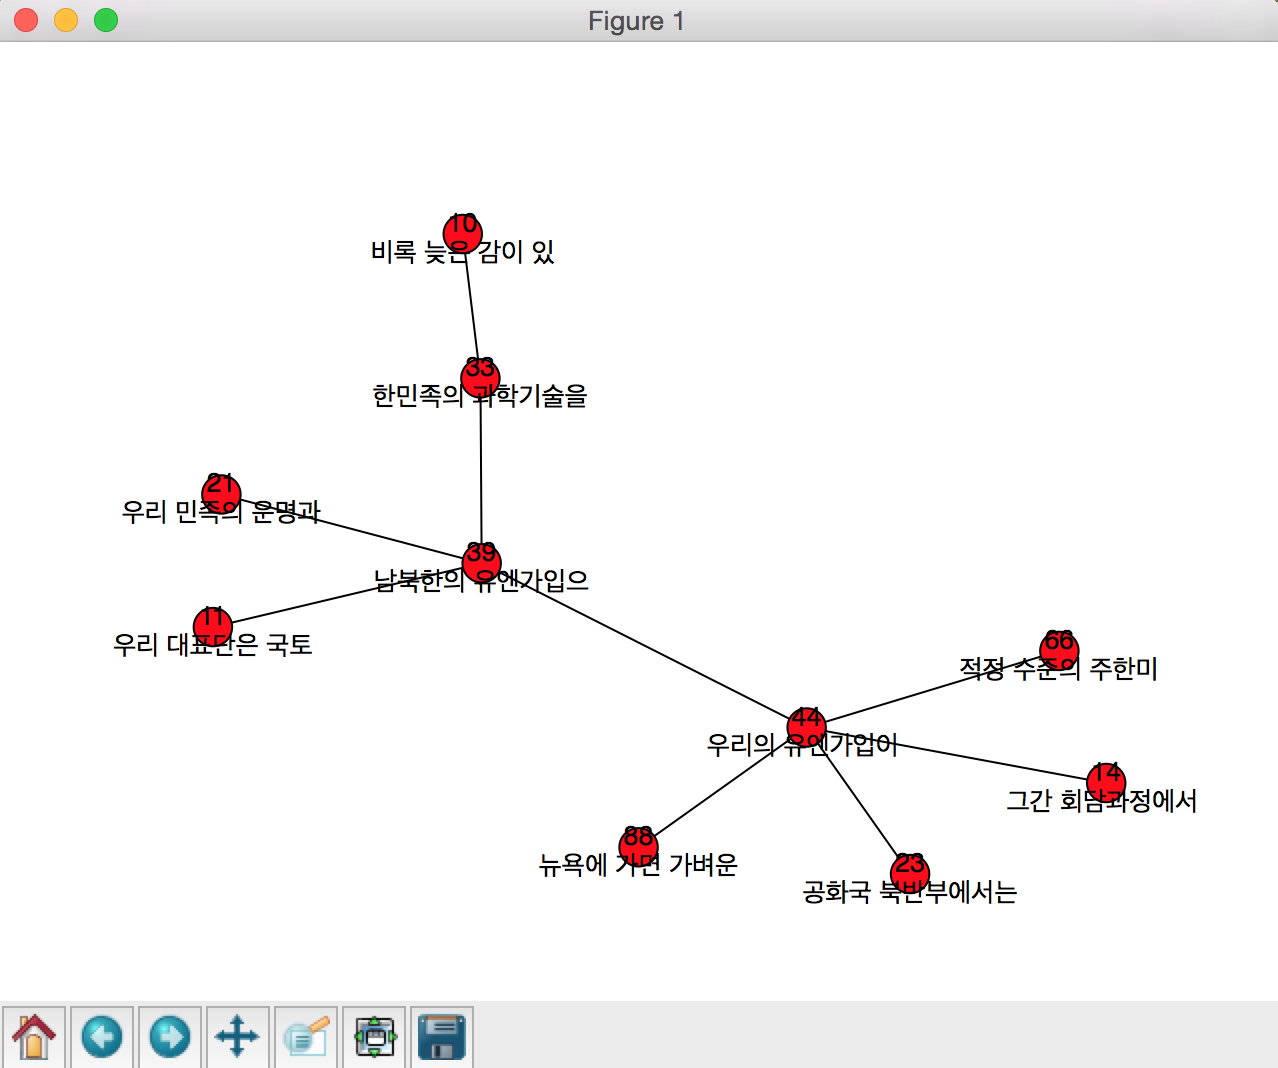 Figure 1
10
비록 늦은 감이 있
33
한민족의 과학기술을
21
우리 민족의 운명과
39
남북한의 유엔가입으
11
우리 대표단은 국토
66
적정 수준의 주한미
44
우리의 유엔가입이
14
그간 회담과정에서
88
뉴욕에 가면 가벼운
23
공화국 북반부에서는